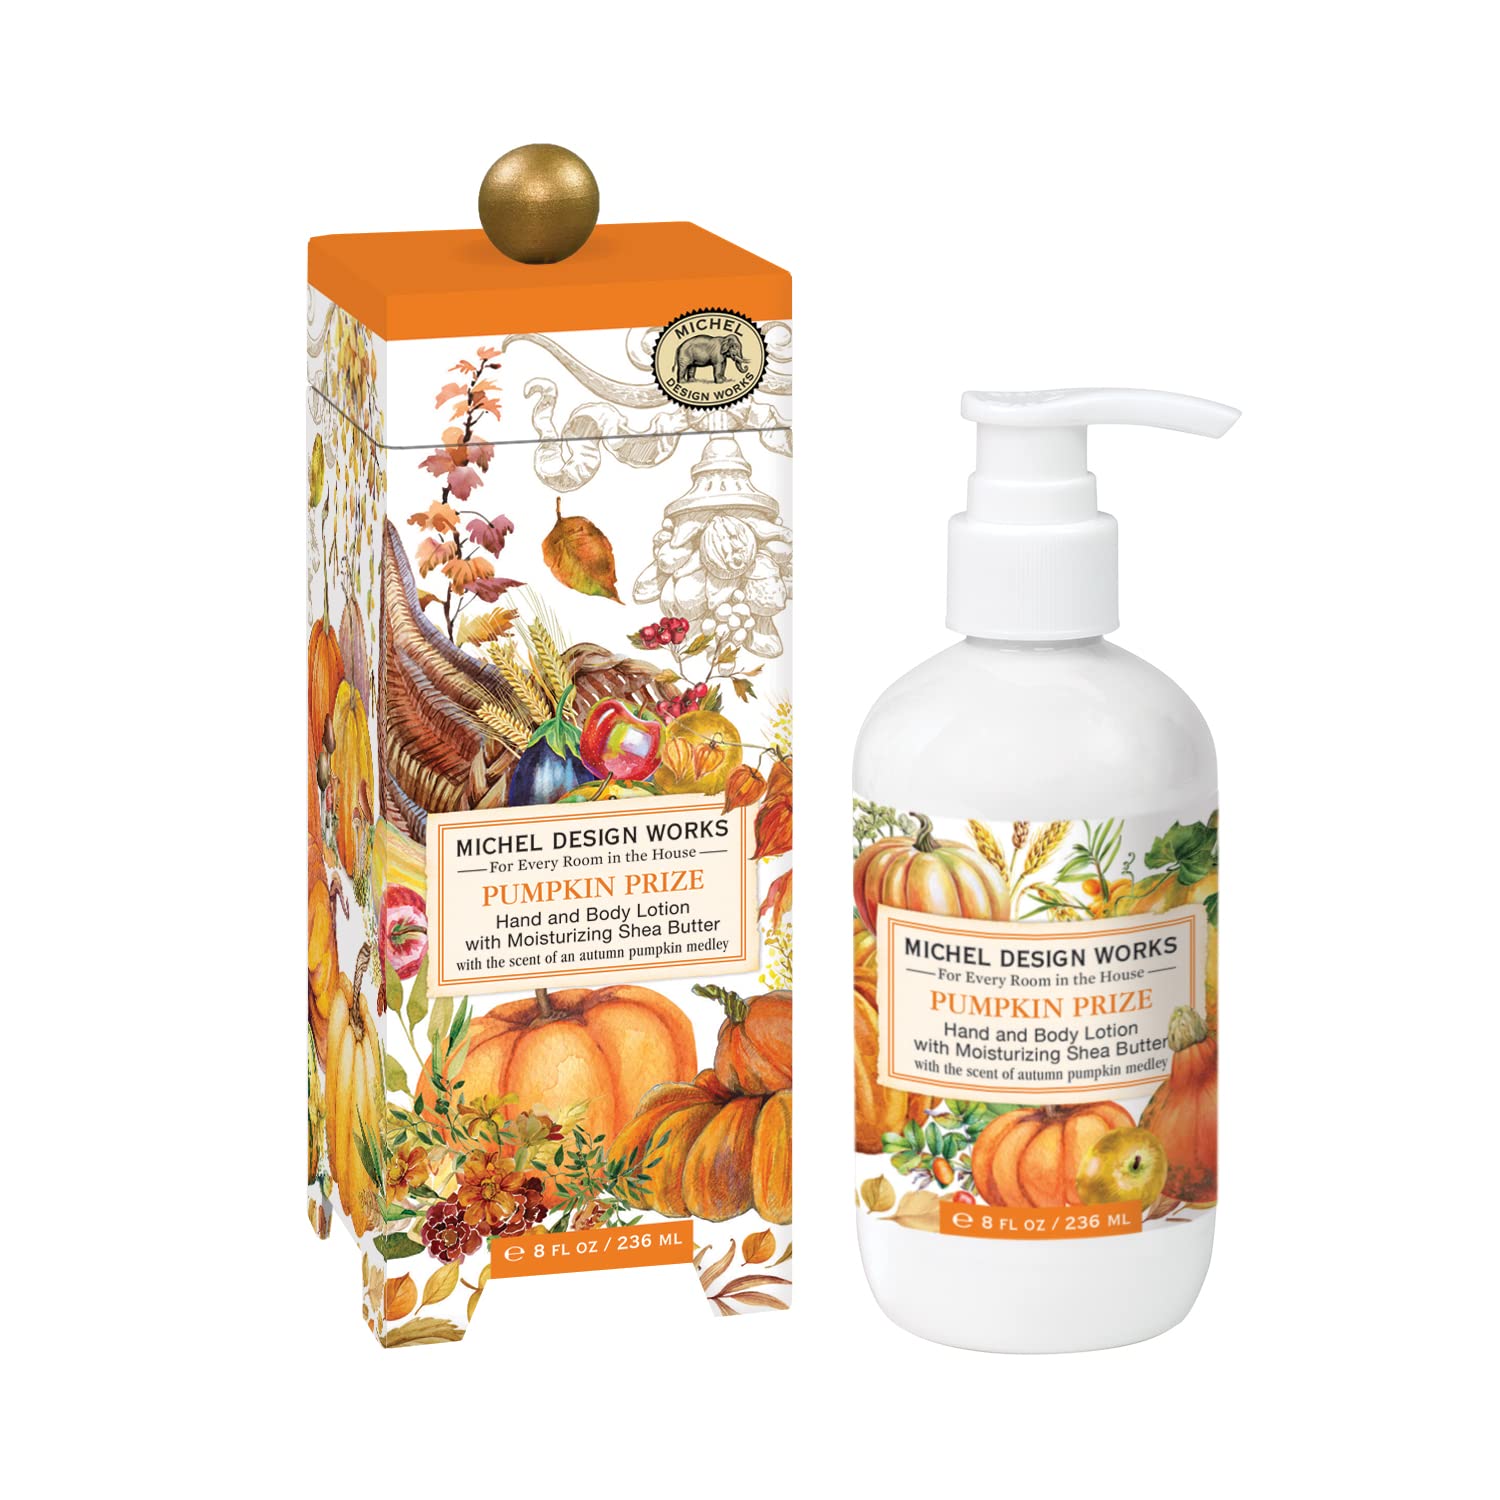 MICHEL
DESIGN WORKS
MICHEL DESIGN WORKS
For Every Room in the House
PUMPKIN PRIZE
Hand and Body Lotion
with Moisturizing Shea Butter
with the scent of an autumn pumpkin medley
e 8 FL OZ / 236 ML
MICHEL DESIGN WORKS
For Every Room in the House
PUMPKIN PRIZE
Hand and Body Lotion
with Moisturizing Shea Butter
with the scent of autumn pumpkin medley
e 8 FL OZ / 236 ML